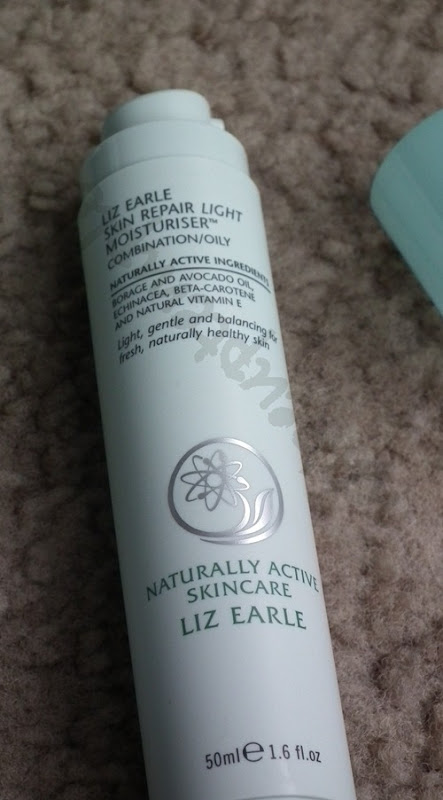 LIZ EARLE
SKIN REPAIR LIGHT
MOISTURISER™
COMBINATION/OILY
NATURALLY ACTIVE INGREDIENTS
BORAGE AND AVOCADO OIL,
ECHINACEA, BETA-CAROTENE
AND NATURAL VITAMIN E
Light, gentle and balancing for
fresh, naturally healthy skin
NATURALLY ACTIVE
SKINCARE
LIZ EARLE
50ml℮1.6 fl.oz